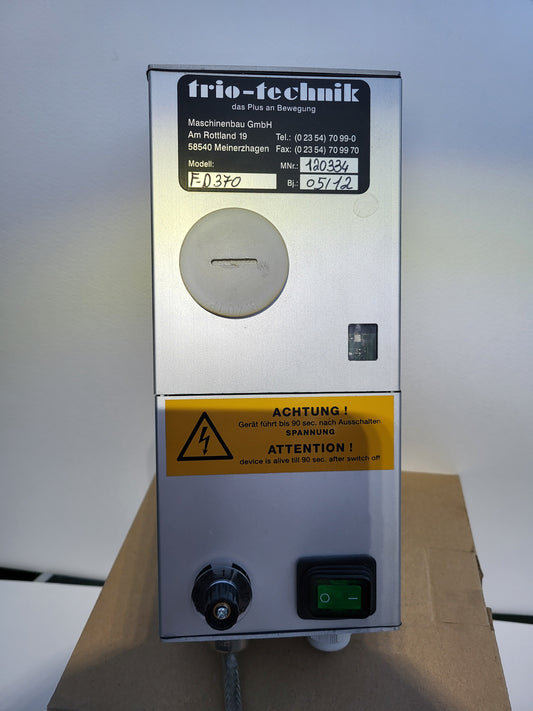 trio-technik
das Plus an Bewegung
Maschinenbau GmbH
Am Rottland 19 Tel.: (0 23 54) 70 99-0
58540 Meinerzhagen Fax: (0 23 54) 70 99 70
Modell: MNr.: 120334
F-D370 Bj.: 05/12
ACHTUNG !
Gerät führt bis 90 sec. nach Ausschalten
SPANNUNG
ATTENTION !
device is alive till 90 sec. after switch off